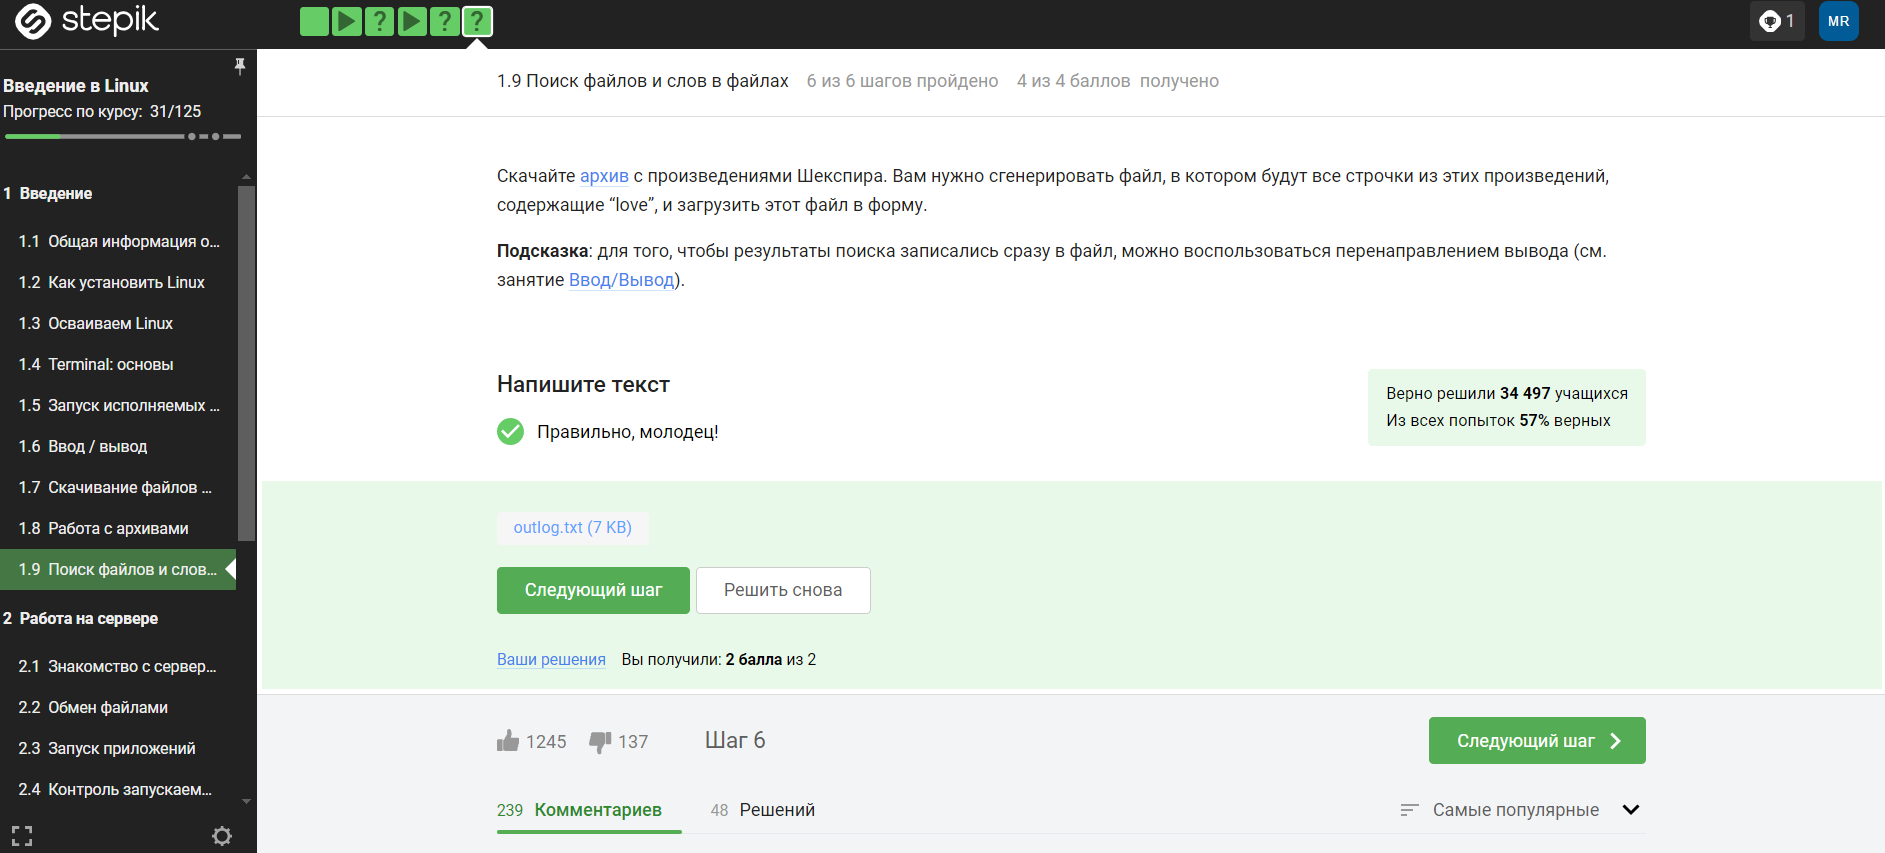 stepik
? ? ?
1
MR
Введение в Linux
Прогресс по курсу: 31/125
1 Введение
1.1 Общая информация о...
1.2 Как установить Linux
1.3 Осваиваем Linux
1.4 Terminal: основы
1.5 Запуск исполняемых ...
1.6 Ввод / вывод
1.7 Скачивание файлов ...
1.8 Работа с архивами
1.9 Поиск файлов и слов...
2 Работа на сервере
2.1 Знакомство с сервер...
2.2 Обмен файлами
2.3 Запуск приложений
2.4 Контроль запускаем...
1.9 Поиск файлов и слов в файлах 6 из 6 шагов пройдено 4 из 4 баллов получено
Скачайте архив с произведениями Шекспира. Вам нужно сгенерировать файл, в котором будут все строчки из этих произведений,
содержащие “love”, и загрузить этот файл в форму.
Подсказка: для того, чтобы результаты поиска записались сразу в файл, можно воспользоваться перенаправлением вывода (см.
занятие Ввод/Вывод).
Напишите текст
Правильно, молодец!
Верно решили 34 497 учащихся
Из всех попыток 57% верных
outlog.txt (7 KB)
Следующий шаг Решить снова
Ваши решения Вы получили: 2 балла из 2
1245 137 Шаг 6 Следующий шаг
239 Комментариев 48 Решений Самые популярные